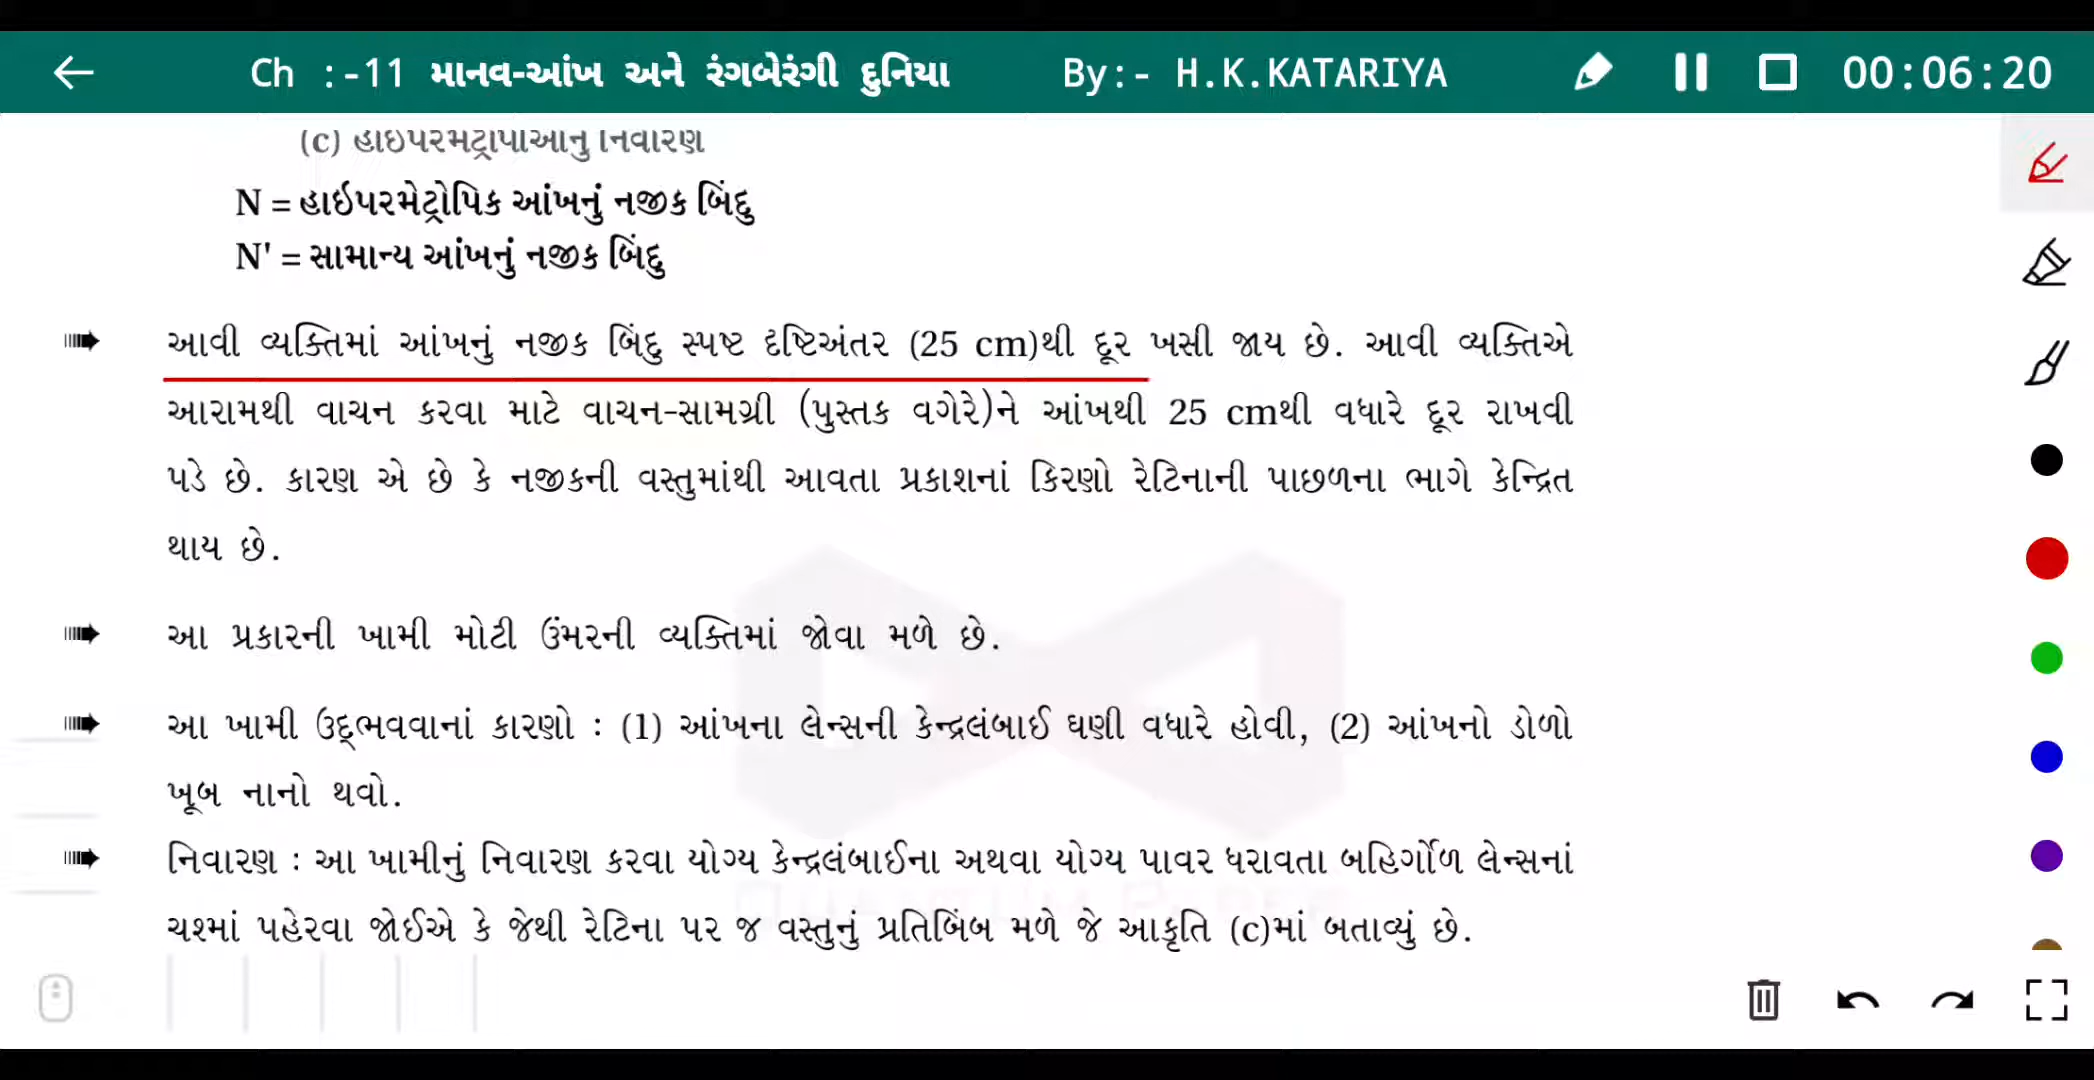 Ch :-11 માનવ-આંખ અને રંગબેરંગી દુનિયા By:- H.K.KATARIYA 00:06:20
(c) હાઇપરમેટ્રોપીઆનું નિવારણ
N = હાઇપરમેટ્રોપિક આંખનું નજીક બિંદુ
N' = સામાન્ય આંખનું નજીક બિંદુ
આવી વ્યક્તિમાં આંખનું નજીક બિંદુ સ્પષ્ટ દૃષ્ટિઅંતર (25 cm)થી દૂર ખસી જાય છે. આવી વ્યક્તિએ
આરામથી વાચન કરવા માટે વાચન-સામગ્રી (પુસ્તક વગેરે)ને આંખથી 25 cmથી વધારે દૂર રાખવી
પડે છે. કારણ એ છે કે નજીકની વસ્તુમાંથી આવતા પ્રકાશનાં કિરણો રેટિનાની પાછળના ભાગે કેન્દ્રિત
થાય છે.
આ પ્રકારની ખામી મોટી ઉંમરની વ્યક્તિમાં જોવા મળે છે.
આ ખામી ઉદ્ભવવાનાં કારણો : (1) આંખના લેન્સની કેન્દ્રલંબાઈ ઘણી વધારે હોવી, (2) આંખનો ડોળો
ખૂબ નાનો થવો.
નિવારણ : આ ખામીનું નિવારણ કરવા યોગ્ય કેન્દ્રલંબાઈના અથવા યોગ્ય પાવર ધરાવતા બહિર્ગોળ લેન્સનાં
ચશ્માં પહેરવા જોઈએ કે જેથી રેટિના પર જ વસ્તુનું પ્રતિબિંબ મળે જે આકૃતિ (c)માં બતાવ્યું છે.